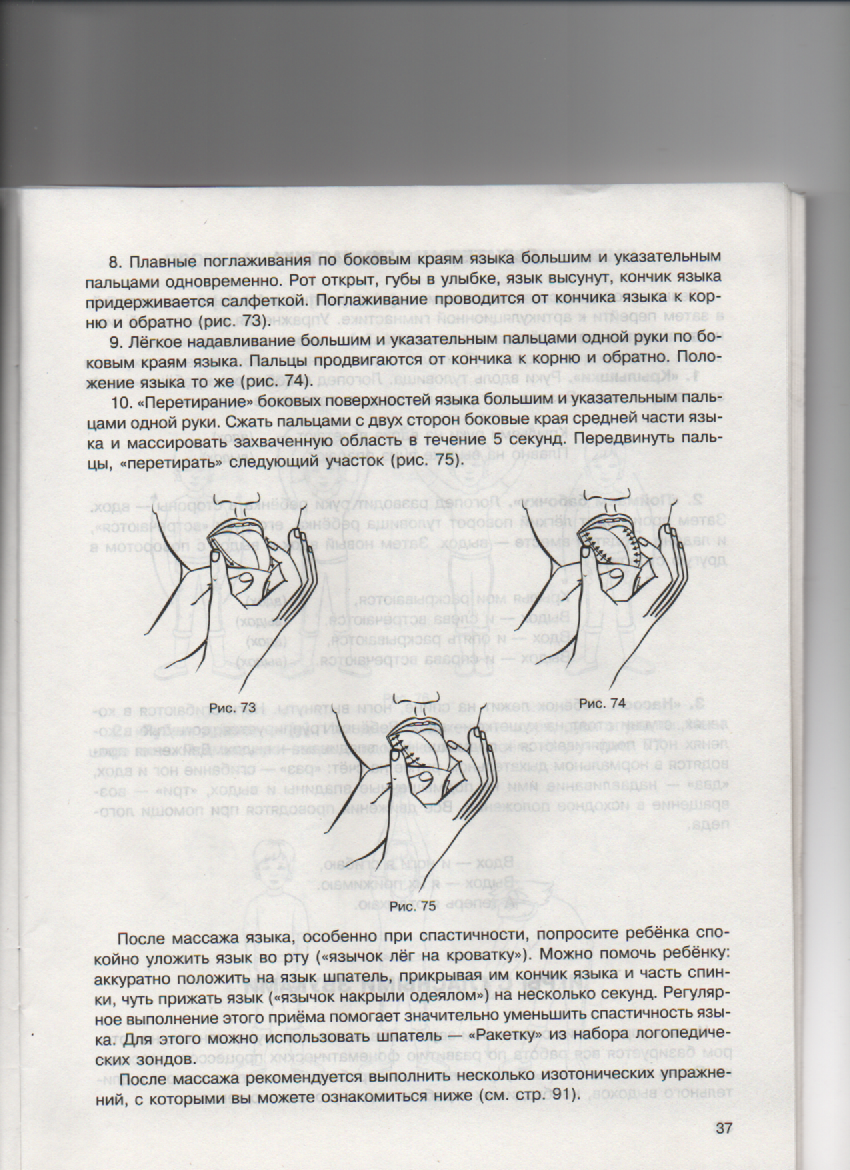 8. Плавные поглаживания по боковым краям языка большим и указательным
пальцами одновременно. Рот открыт, губы в улыбке, язык высунут, кончик языка
придерживается салфеткой. Поглаживание проводится от кончика языка к кор-
ню и обратно (рис. 73).
9. Лёгкое надавливание большим и указательным пальцами одной руки по бо-
ковым краям языка. Пальцы продвигаются от кончика к корню и обратно. Поло-
жение языка то же (рис. 74).
10. «Перетирание» боковых поверхностей языка большим и указательным паль-
цами одной руки. Сжать пальцами с двух сторон боковые края средней части язы-
ка и массировать захваченную область в течение 5 секунд. Передвинуть паль-
цы, «перетирать» следующий участок (рис. 75).
Рис. 73
Рис. 74
Рис. 75
После массажа языка, особенно при спастичности, попросите ребёнка спо-
койно уложить язык во рту («язычок лёг на кроватку»). Можно помочь ребёнку:
аккуратно положить на язык шпатель, прикрывая им кончик языка и часть спин-
ки, чуть прижать язык («язычок накрыли одеялом») на несколько секунд. Регуляр-
ное выполнение этого приёма помогает значительно уменьшить спастичность язы-
ка. Для этого можно использовать шпатель — «Ракетку» из набора логопедиче-
ских зондов.
После массажа рекомендуется выполнить несколько изотонических упражне-
ний, с которыми вы можете ознакомиться ниже (см. стр. 91).
37